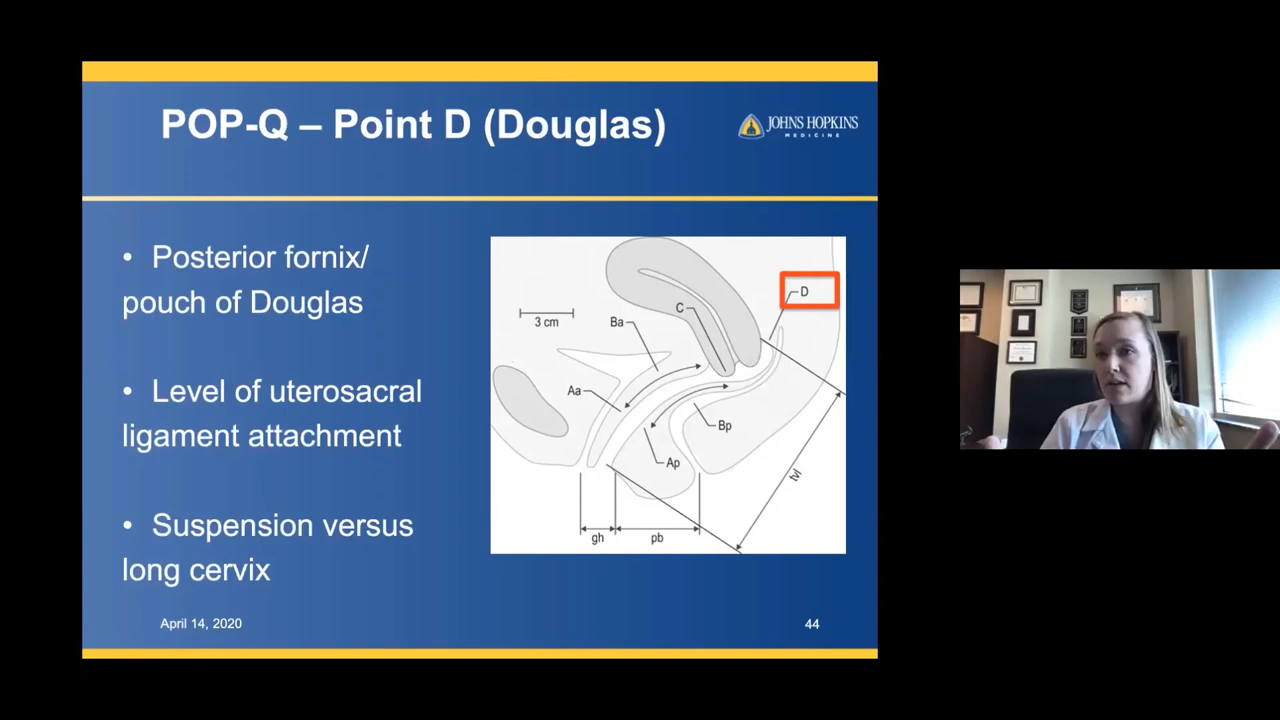 POP-Q – Point D (Douglas)
JOHNS HOPKINS
MEDICINE
• Posterior fornix/
pouch of Douglas
• Level of uterosacral
ligament attachment
• Suspension versus
long cervix
D
C
3 cm
Ba
Aa
Bp
Ap
tvl
gh
pb
April 14, 2020
44